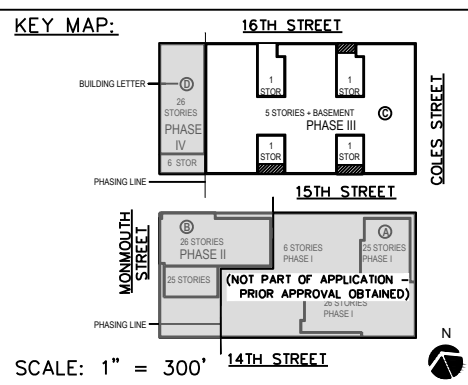 KEY MAP:
16TH STREET
BUILDING LETTER
D
26
STORIES
PHASE
IV
6 STOR
1
STOR
1
STOR
5 STORIES + BASEMENT
PHASE III
C
1
STOR
1
STOR
COLES STREET
PHASING LINE
15TH STREET
MONMOUTH
STREET
B
26 STORIES
PHASE II
25 STORIES
6 STORIES
PHASE I
A
25 STORIES
PHASE I
(NOT PART OF APPLICATION -
PRIOR APPROVAL OBTAINED)
26 STORIES
PHASE I
PHASING LINE
N
SCALE: 1" = 300'
14TH STREET